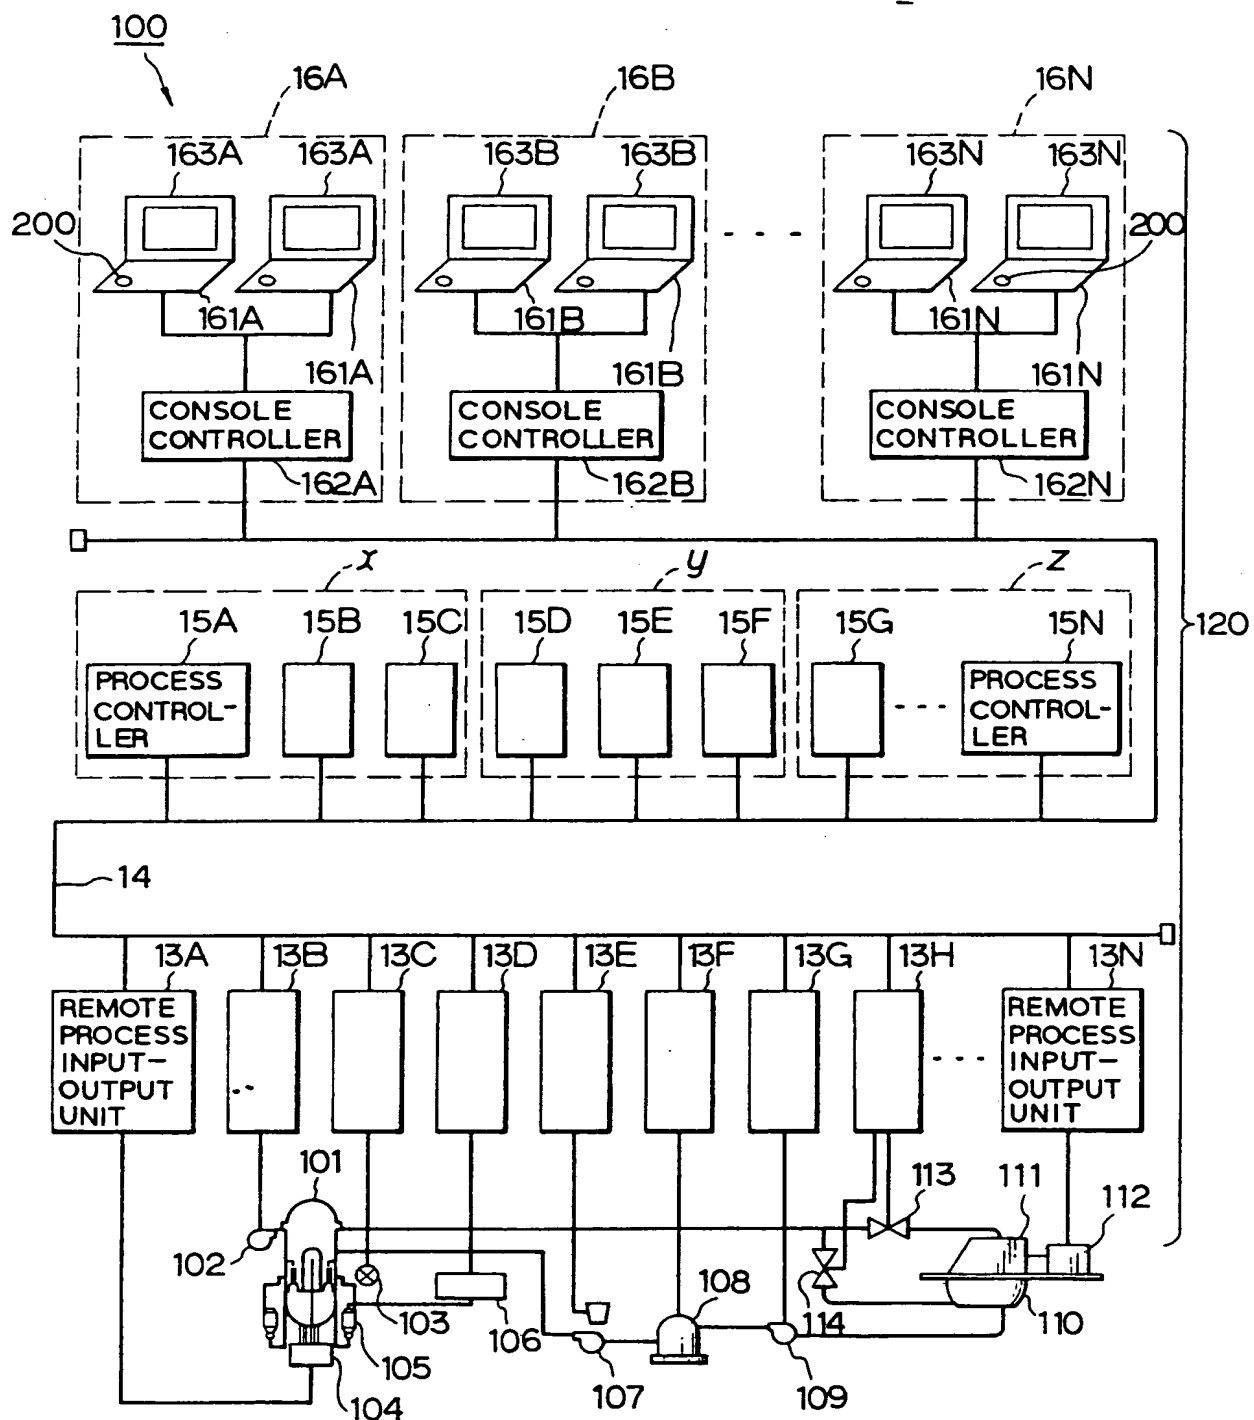 100
16A 16B 16N
163A 163A 163B 163B 163N 163N
200 200
161A 161B 161N
161A 161B 161N
CONSOLE CONTROLLER
CONSOLE CONTROLLER
CONSOLE CONTROLLER
162A 162B 162N
x y z
15A 15B 15C 15D 15E 15F 15G 15N
120
PROCESS
CONTROL-
LER
PROCESS
CONTROL-
LER
14
13A 13B 13C 13D 13E 13F 13G 13H 13N
REMOTE
PROCESS
INPUT-
OUTPUT
UNIT
REMOTE
PROCESS
INPUT-
OUTPUT
UNIT
101 113 111 112
102 108
103 106 114 110
105 107 109
104